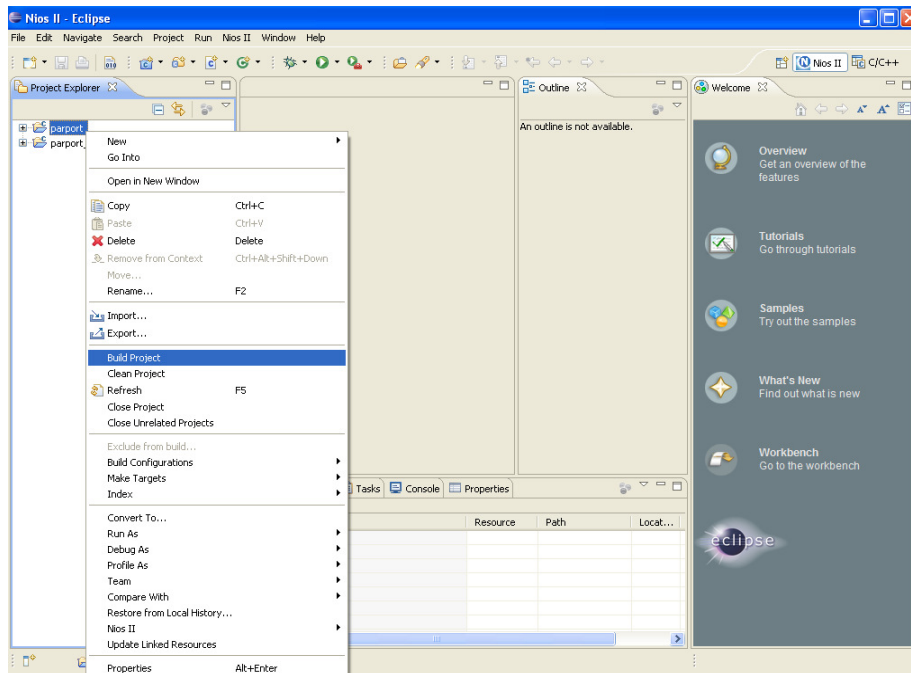 Nios II - Eclipse
File Edit Navigate Search Project Run Nios II Window Help
Nios II C/C++
Project Explorer
Outline
Welcome
An outline is not available.
parport
parport_
New
Go Into
Open in New Window
Copy Ctrl+C
Paste Ctrl+V
Delete Delete
Remove from Context Ctrl+Alt+Shift+Down
Move...
Rename... F2
Import...
Export...
Build Project
Clean Project
Refresh F5
Close Project
Close Unrelated Projects
Exclude from build...
Build Configurations
Make Targets
Index
Convert To...
Run As
Debug As
Profile As
Team
Compare With
Restore from Local History...
Nios II
Update Linked Resources
Properties Alt+Enter
Tasks Console Properties
Resource Path Locat...
Overview
Get an overview of the
features
Tutorials
Go through tutorials
Samples
Try out the samples
What's New
Find out what is new
Workbench
Go to the workbench
eclipse